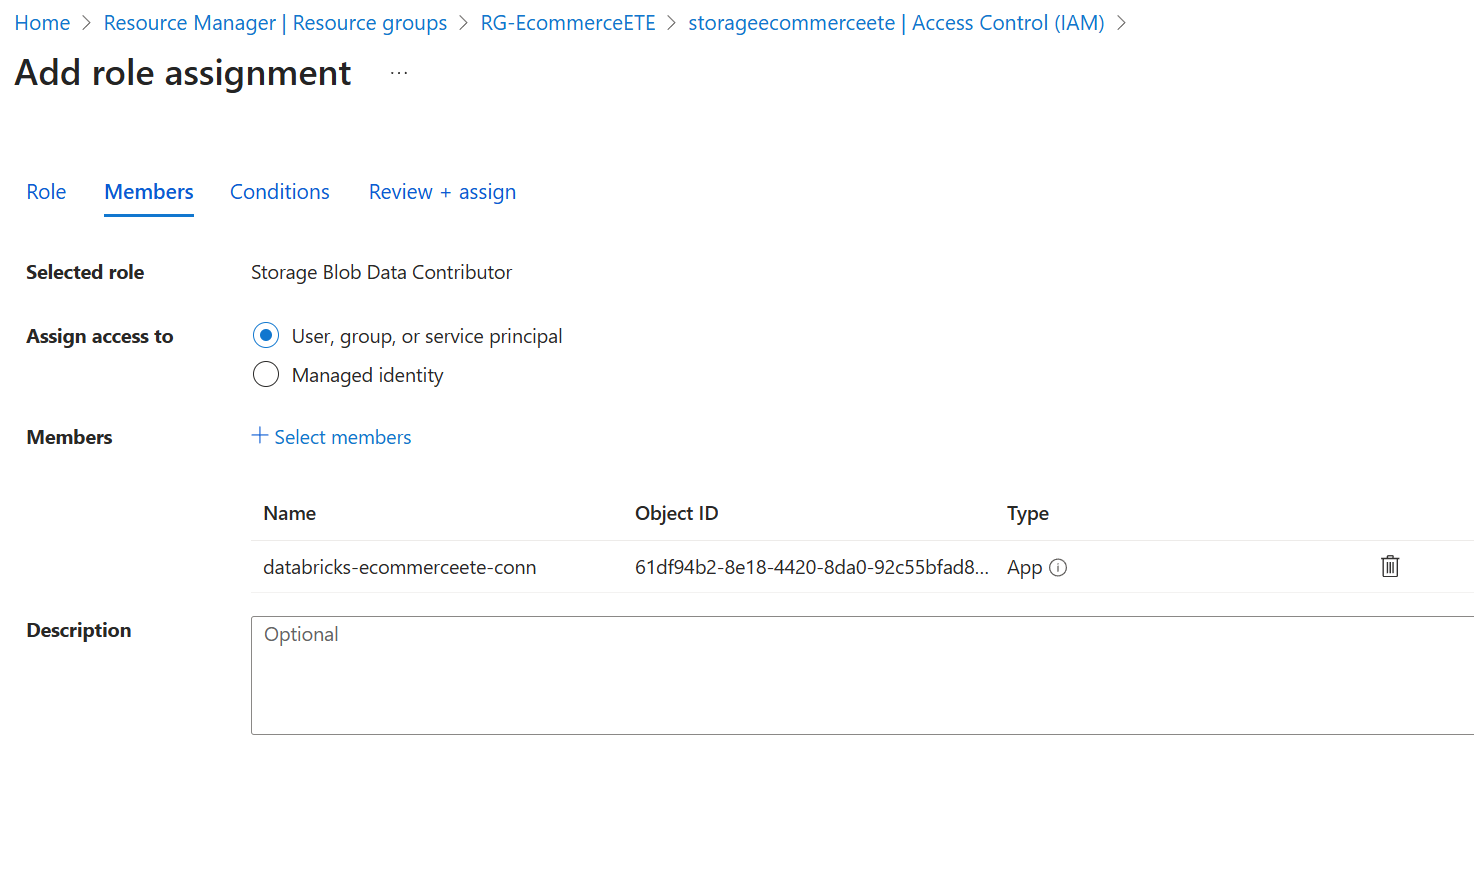 Home > Resource Manager | Resource groups > RG-EcommerceETE > storageecommerceete | Access Control (IAM) >
Add role assignment ...
Role Members Conditions Review + assign
Selected role Storage Blob Data Contributor
Assign access to User, group, or service principal
Managed identity
Members + Select members
Name Object ID Type
databricks-ecommerceete-conn 61df94b2-8e18-4420-8da0-92c55bfad8... App
Description Optional